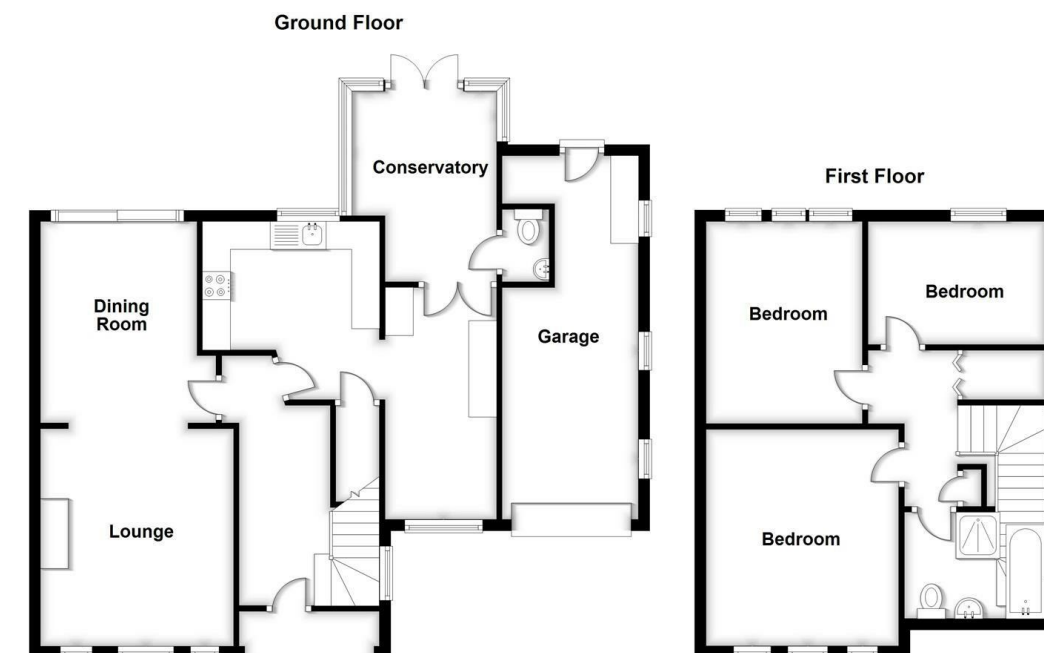 Ground Floor
Conservatory
Dining
Room
Garage
Lounge
First Floor
Bedroom
Bedroom
Bedroom